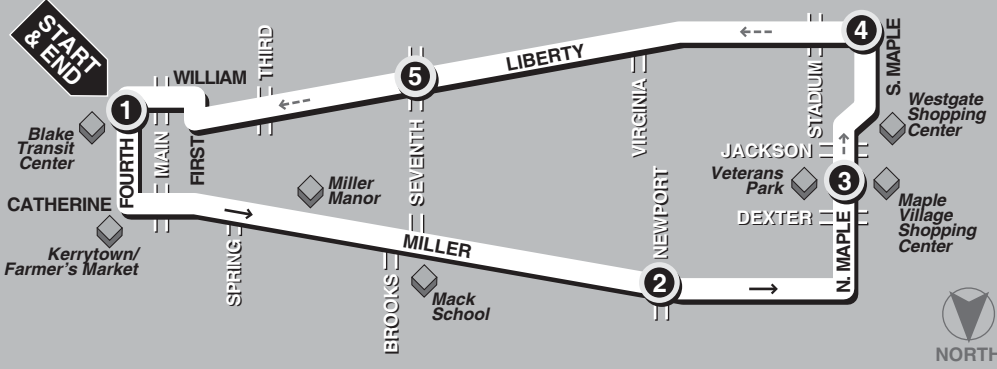 START
& END
1
WILLIAM
THIRD
5
LIBERTY
4
S. MAPLE
Blake
Transit
Center
FOURTH
MAIN
FIRST
SEVENTH
VIRGINIA
STADIUM
Westgate
Shopping
Center
JACKSON
Veterans
Park
3
Maple
Village
Shopping
Center
CATHERINE
Miller
Manor
NEWPORT
DEXTER
Kerrytown/
Farmer's Market
SPRING
MILLER
BROOKS
Mack
School
2
N. MAPLE
NORTH